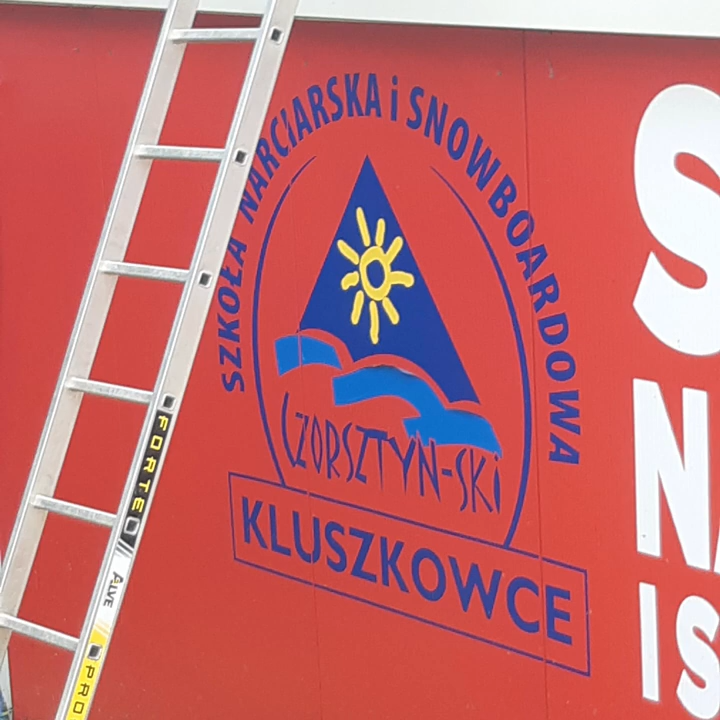 SZKOŁA NARCIARSKA i SNOWBOARDOWA
CZORSZTYN-SKI
KLUSZKOWCE
FORTE
ALVE
PRO